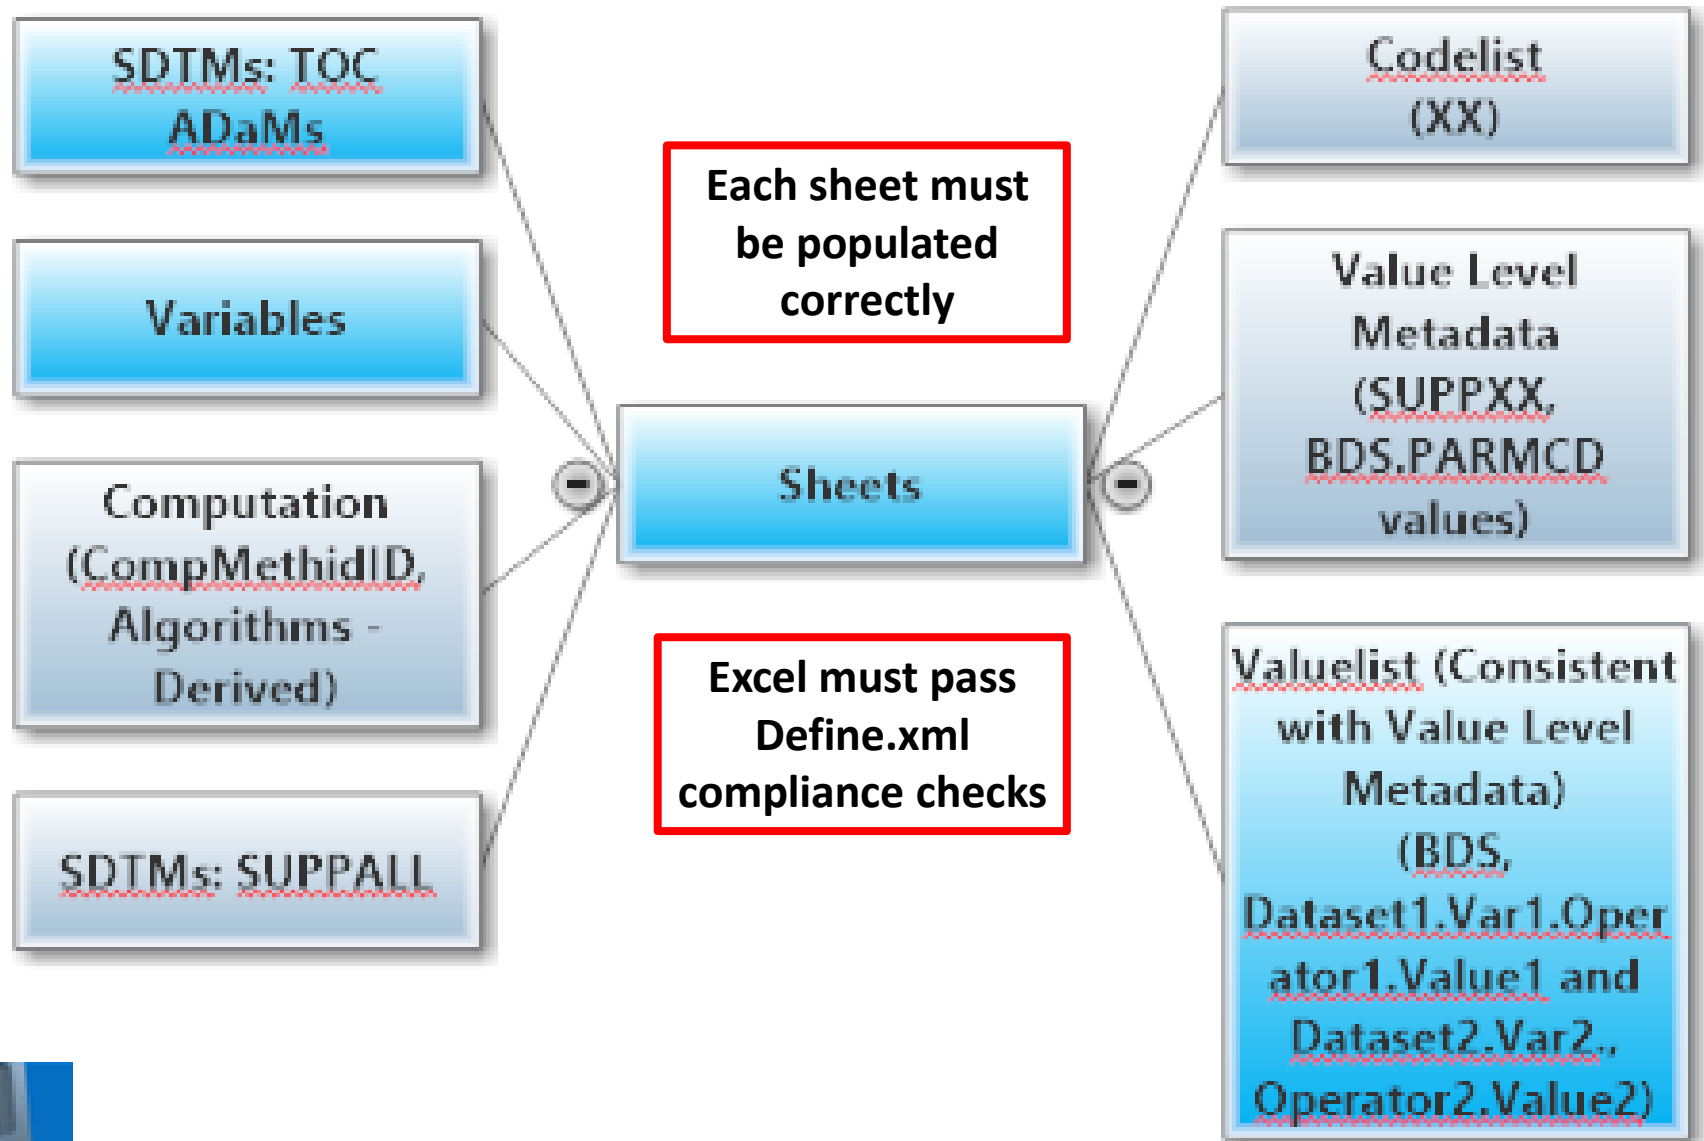 SDTMs: TOC
ADaMs
Variables
Computation
(CompMethidID,
Algorithms -
Derived)
SDTMs: SUPPALL
Each sheet must
be populated
correctly
Sheets
Excel must pass
Define.xml
compliance checks
Codelist
(XX)
Value Level
Metadata
(SUPPXX,
BDS.PARMCD
values)
Valuelist (Consistent
with Value Level
Metadata)
(BDS,
Dataset1.Var1.Oper
ator1.Value1 and
Dataset2.Var2.,
Operator2.Value2)